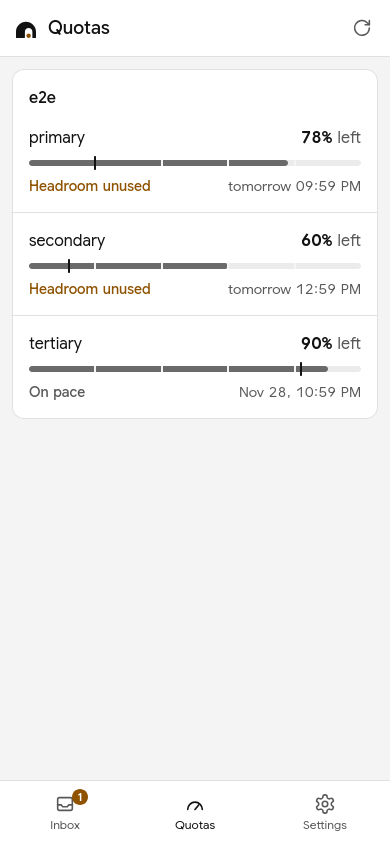 Quotas
e2e
primary 78% left
Headroom unused tomorrow 09:59 PM
secondary 60% left
Headroom unused tomorrow 12:59 PM
tertiary 90% left
On pace Nov 28, 10:59 PM
1
Inbox Quotas Settings